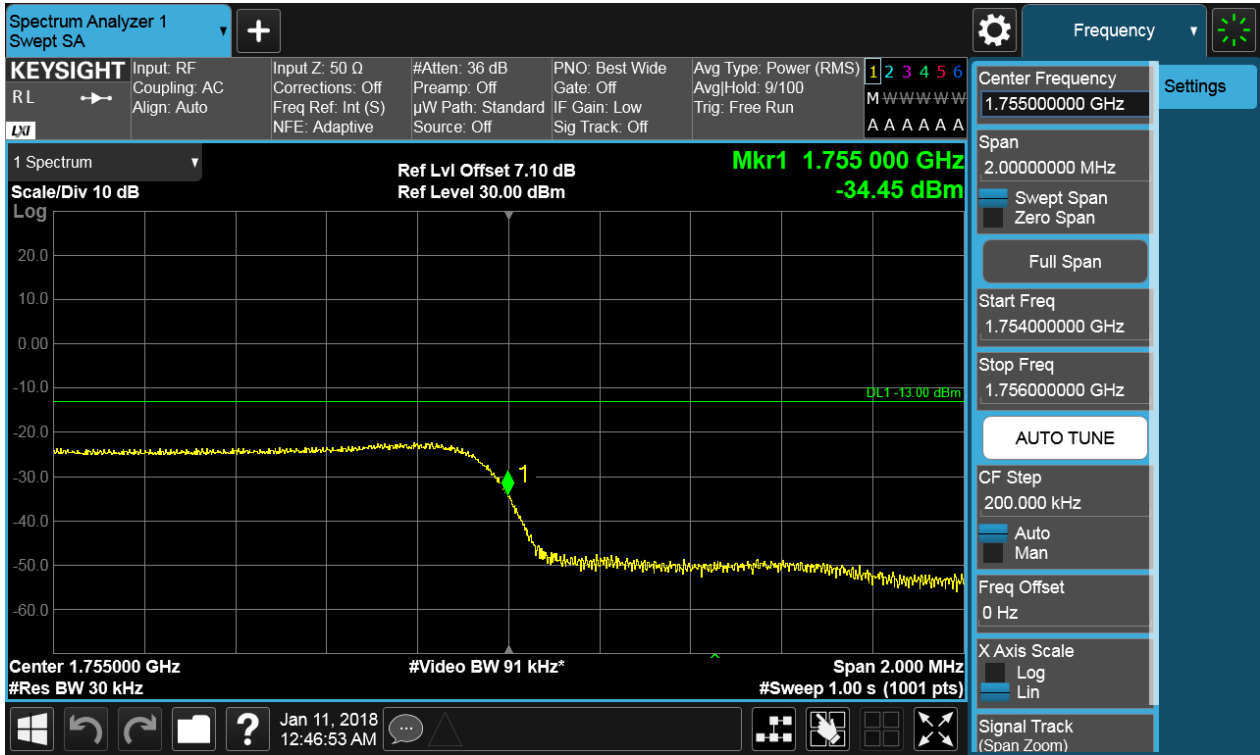 Spectrum Analyzer 1
Swept SA
+
Frequency
KEYSIGHT
RL
LXI
Input: RF
Coupling: AC
Align: Auto
Input Z: 50 Ω
Corrections: Off
Freq Ref: Int (S)
NFE: Adaptive
#Atten: 36 dB
Preamp: Off
µW Path: Standard
Source: Off
PNO: Best Wide
Gate: Off
IF Gain: Low
Sig Track: Off
Avg Type: Power (RMS)
Avg|Hold: 9/100
Trig: Free Run
1 2 3 4 5 6
M W W W W W
A A A A A A
1 Spectrum
Scale/Div 10 dB
Log
Ref Lvl Offset 7.10 dB
Ref Level 30.00 dBm
Mkr1 1.755 000 GHz
-34.45 dBm
20.0
10.0
0.00
-10.0
-20.0
-30.0
-40.0
-50.0
-60.0
DL1 -13.00 dBm
1
Center 1.755000 GHz
#Res BW 30 kHz
#Video BW 91 kHz*
Span 2.000 MHz
#Sweep 1.00 s (1001 pts)
Center Frequency
1.755000000 GHz
Span
2.00000000 MHz
Swept Span
Zero Span
Full Span
Start Freq
1.754000000 GHz
Stop Freq
1.756000000 GHz
AUTO TUNE
CF Step
200.000 kHz
Auto
Man
Freq Offset
0 Hz
X Axis Scale
Log
Lin
Signal Track
(Span Zoom)
Settings
?
Jan 11, 2018
12:46:53 AM